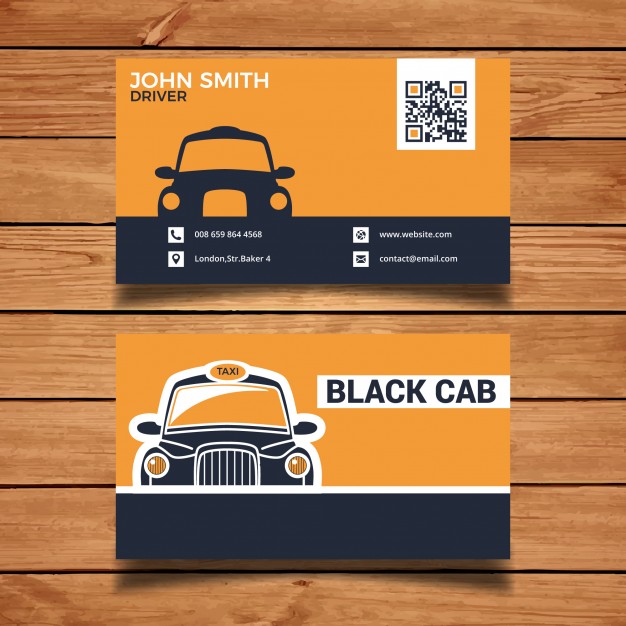 JOHN SMITH
DRIVER
008 659 864 4568
www.website.com
London,Str.Baker 4
contact@email.com
TAXI
BLACK CAB